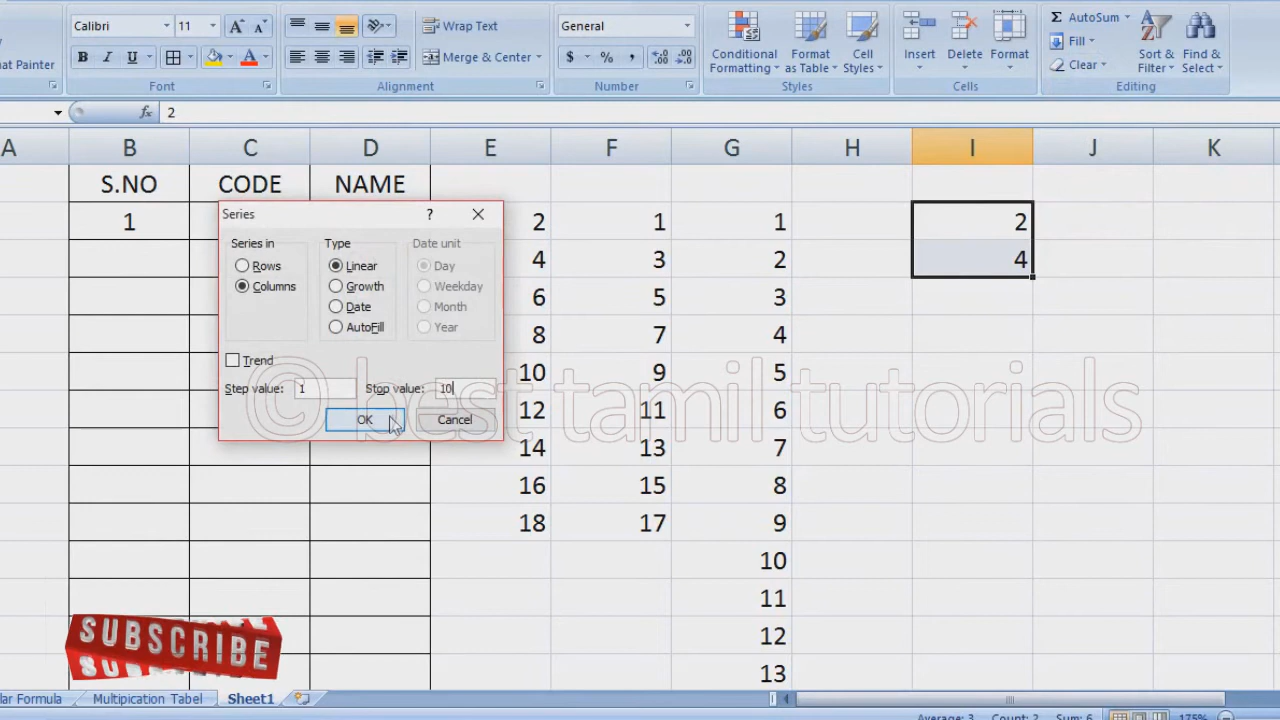 Calibri 11 A A Wrap Text General AutoSum
at Painter B I U A Merge & Center $ % , .0 .00 .00 .0 Conditional Formatting Format as Table Cell Styles Insert Delete Format Fill Clear Sort & Filter Find & Select
Font Alignment Number Styles Cells Editing
fx 2
A B C D E F G H I J K
S.NO CODE NAME
1 2 1 1 2
4 3 2 4
6 5 3
8 7 4
10 9 5
12 11 6
14 13 7
16 15 8
18 17 9
10
11
12
13
Series ?
Series in Type Date unit
Rows Linear Day
Columns Growth Weekday
Date Month
AutoFill Year
Trend
Step value: 1 Stop value: 10
OK Cancel
© best tamil tutorials
SUBSCRIBE
lar Formula Multipication Tabel Sheet1
Average: 3 Count: 2 Sum: 6 175%